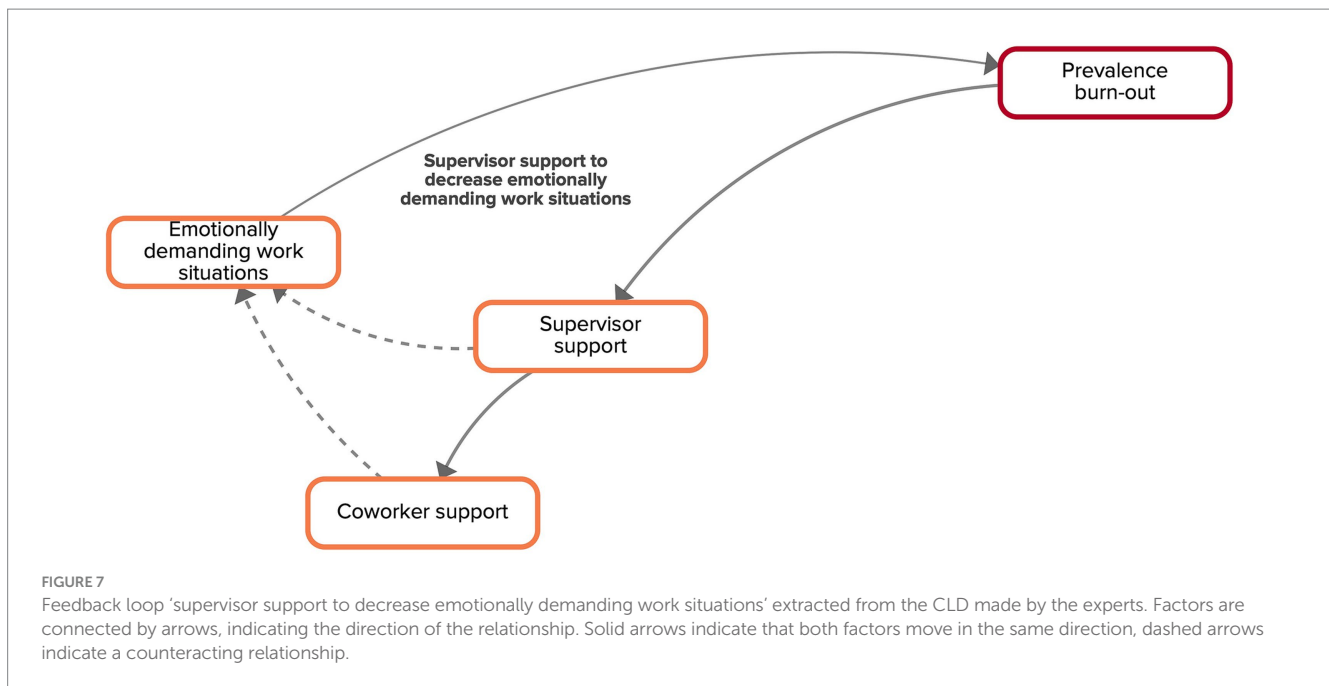 Prevalence
burn-out
Supervisor support to
decrease emotionally
demanding work situations
Emotionally
demanding work
situations
Supervisor
support
Coworker support
FIGURE 7
Feedback loop ‘supervisor support to decrease emotionally demanding work situations’ extracted from the CLD made by the experts. Factors are
connected by arrows, indicating the direction of the relationship. Solid arrows indicate that both factors move in the same direction, dashed arrows
indicate a counteracting relationship.